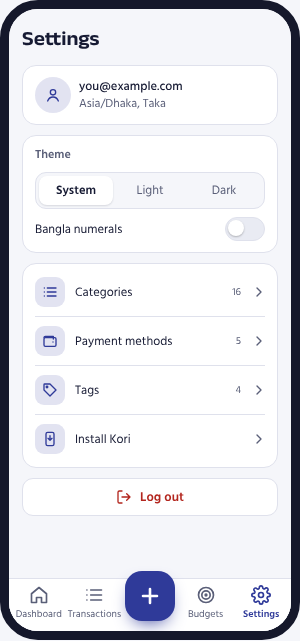 Settings
you@example.com
Asia/Dhaka, Taka
Theme
System Light Dark
Bangla numerals
Categories 16
Payment methods 5
Tags 4
Install Kori
Log out
Dashboard Transactions Budgets Settings